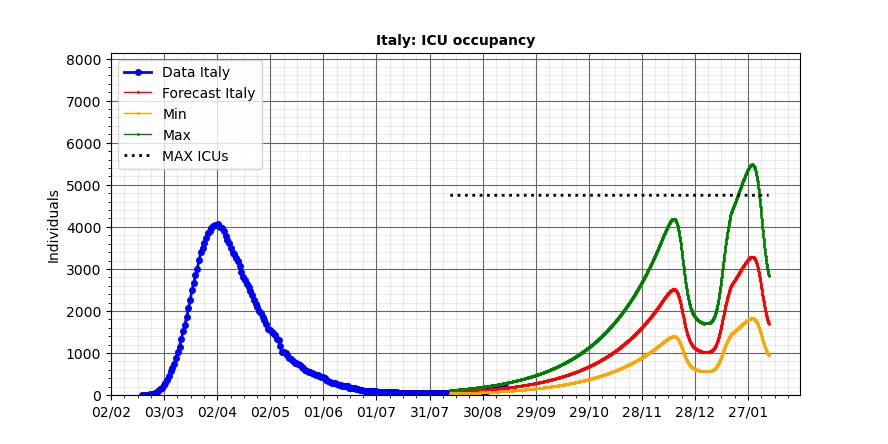 Italy: ICU occupancy
Individuals
8000
7000
6000
5000
4000
3000
2000
1000
0
Data Italy
Forecast Italy
Min
Max
MAX ICUs
02/02 03/03 02/04 02/05 01/06 01/07 31/07 30/08 29/09 29/10 28/11 28/12 27/01